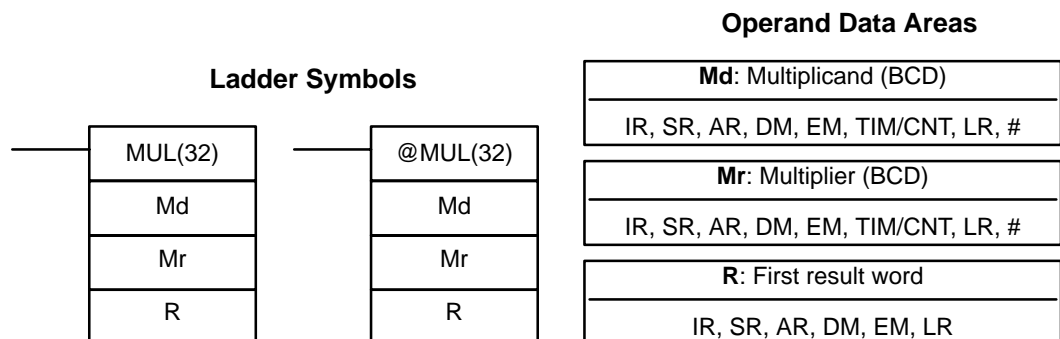 Operand Data Areas
Ladder Symbols
Md: Multiplicand (BCD)
IR, SR, AR, DM, EM, TIM/CNT, LR, #
MUL(32)
@MUL(32)
Mr: Multiplier (BCD)
Md
Md
IR, SR, AR, DM, EM, TIM/CNT, LR, #
Mr
Mr
R: First result word
R
R
IR, SR, AR, DM, EM, LR